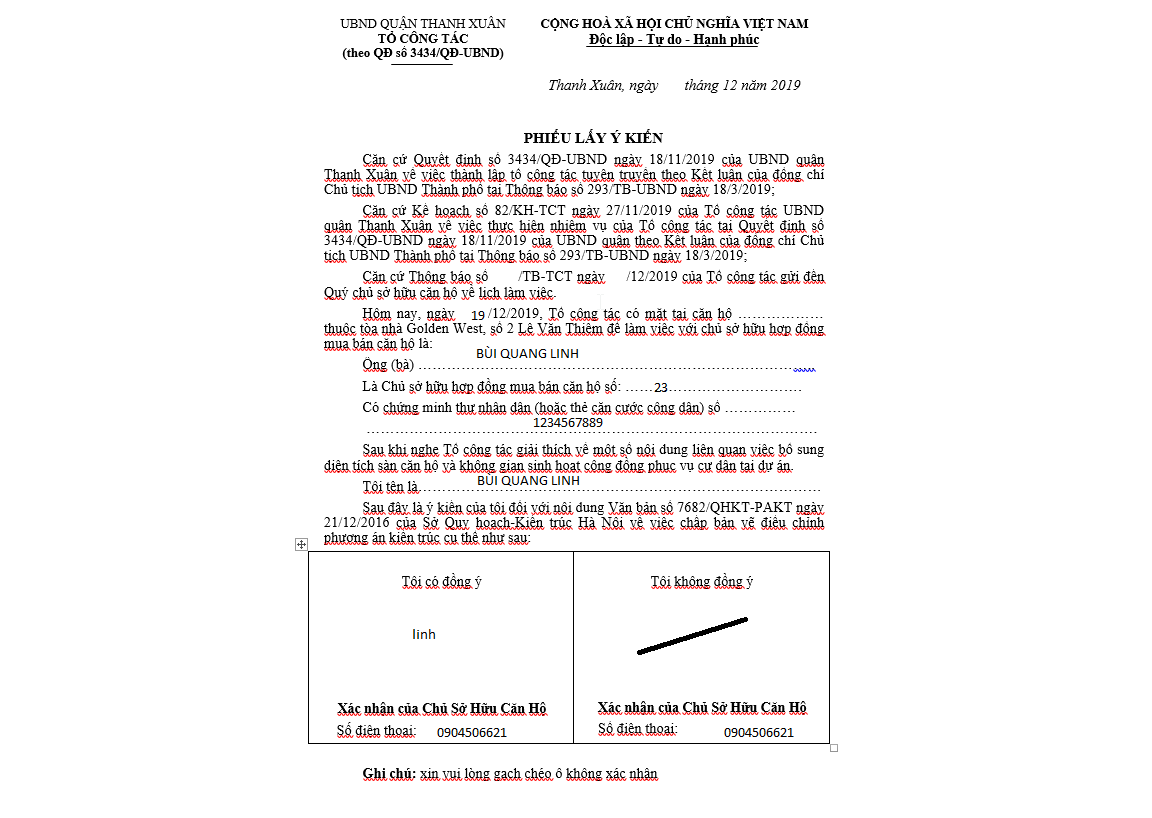 UBND QUẬN THANH XUÂN
TỔ CÔNG TÁC
(theo QĐ số 3434/QĐ-UBND)
CỘNG HOÀ XÃ HỘI CHỦ NGHĨA VIỆT NAM
Độc lập - Tự do - Hạnh phúc
Thanh Xuân, ngày tháng 12 năm 2019
PHIẾU LẤY Ý KIẾN
Căn cứ Quyết định số 3434/QĐ-UBND ngày 18/11/2019 của UBND quận
Thanh Xuân về việc thành lập tổ công tác tuyên truyền theo Kết luận của đồng chí
Chủ tịch UBND Thành phố tại Thông báo số 293/TB-UBND ngày 18/3/2019;
Căn cứ Kế hoạch số 82/KH-TCT ngày 27/11/2019 của Tổ công tác UBND
quận Thanh Xuân về việc thực hiện nhiệm vụ của Tổ công tác tại Quyết định số
3434/QĐ-UBND ngày 18/11/2019 của UBND quận theo Kết luận của đồng chí Chủ
tịch UBND Thành phố tại Thông báo số 293/TB-UBND ngày 18/3/2019;
Căn cứ Thông báo số /TB-TCT ngày /12/2019 của Tổ công tác gửi đến
Quý chủ sở hữu căn hộ về lịch làm việc.
Hôm nay, ngày 19 /12/2019, Tổ công tác có mặt tại căn hộ ………………
thuộc tòa nhà Golden West, số 2 Lê Văn Thiêm để làm việc với chủ sở hữu hợp đồng
mua bán căn hộ là:
BÙI QUANG LINH
Ông (bà) ……………………………………………………………………
Là Chủ sở hữu hợp đồng mua bán căn hộ số: ……23…………………………
Có chứng minh thư nhân dân (hoặc thẻ căn cước công dân) số ……………
1234567889
Sau khi nghe Tổ công tác giải thích về một số nội dung liên quan việc bổ sung
diện tích sàn căn hộ và không gian sinh hoạt cộng đồng phục vụ cư dân tại dự án.
Tôi tên là BÙI QUANG LINH
Sau đây là ý kiến của tôi đối với nội dung Văn bản số 7682/QHKT-PAKT ngày
21/12/2016 của Sở Quy hoạch-Kiến trúc Hà Nội về việc chấp bản vẽ điều chỉnh
phương án kiến trúc cụ thể như sau:
Tôi có đồng ý
linh
Xác nhận của Chủ Sở Hữu Căn Hộ
Số điện thoại: 0904506621
Tôi không đồng ý
Xác nhận của Chủ Sở Hữu Căn Hộ
Số điện thoại: 0904506621
Ghi chú: xin vui lòng gạch chéo ô không xác nhận